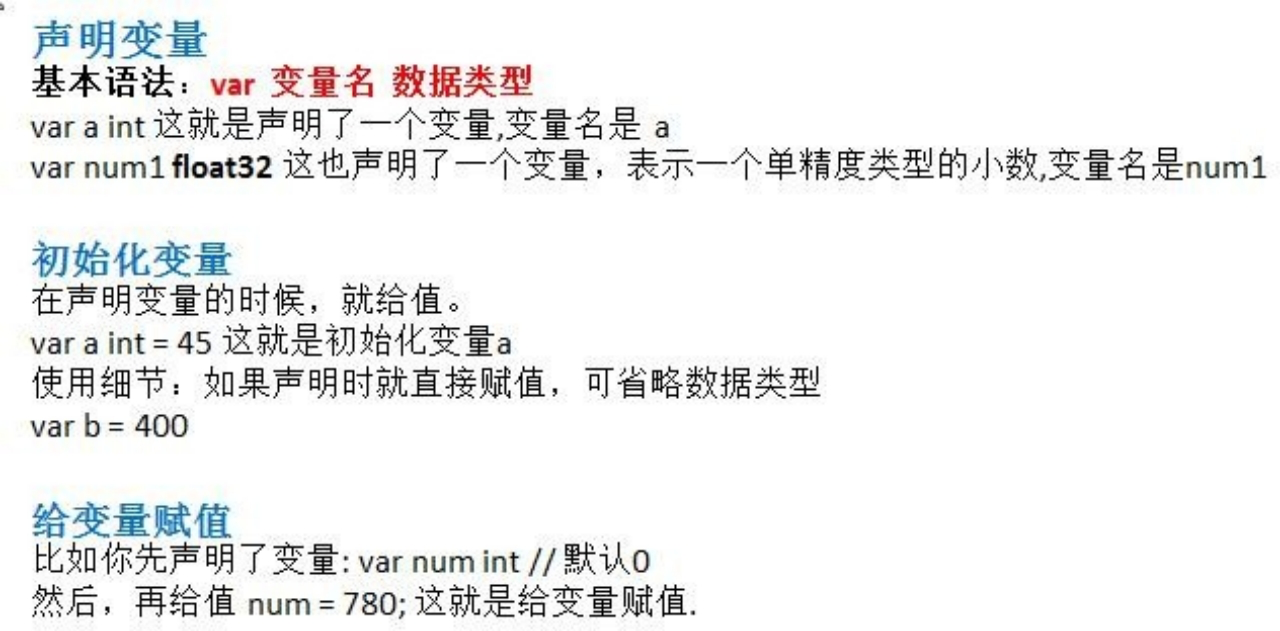 声明变量
基本语法：var 变量名 数据类型
var a int 这就是声明了一个变量,变量名是 a
var num1 float32 这也声明了一个变量，表示一个单精度类型的小数,变量名是num1
初始化变量
在声明变量的时候，就给值。
var a int = 45 这就是初始化变量a
使用细节：如果声明时就直接赋值，可省略数据类型
var b = 400
给变量赋值
比如你先声明了变量: var num int // 默认0
然后，再给值 num = 780; 这就是给变量赋值.